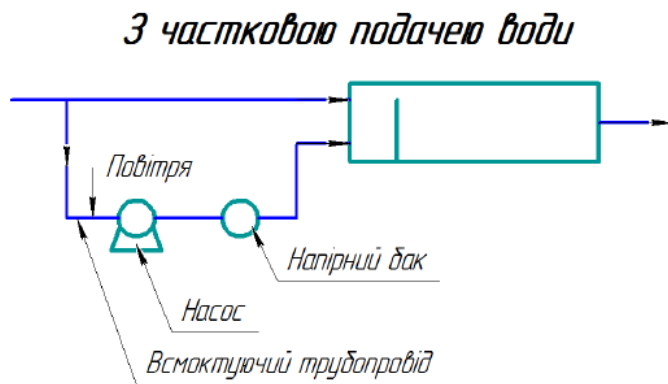 З частковою подачею води
Повітря
Напірний бак
Насос
Всмоктуючий трубопровід